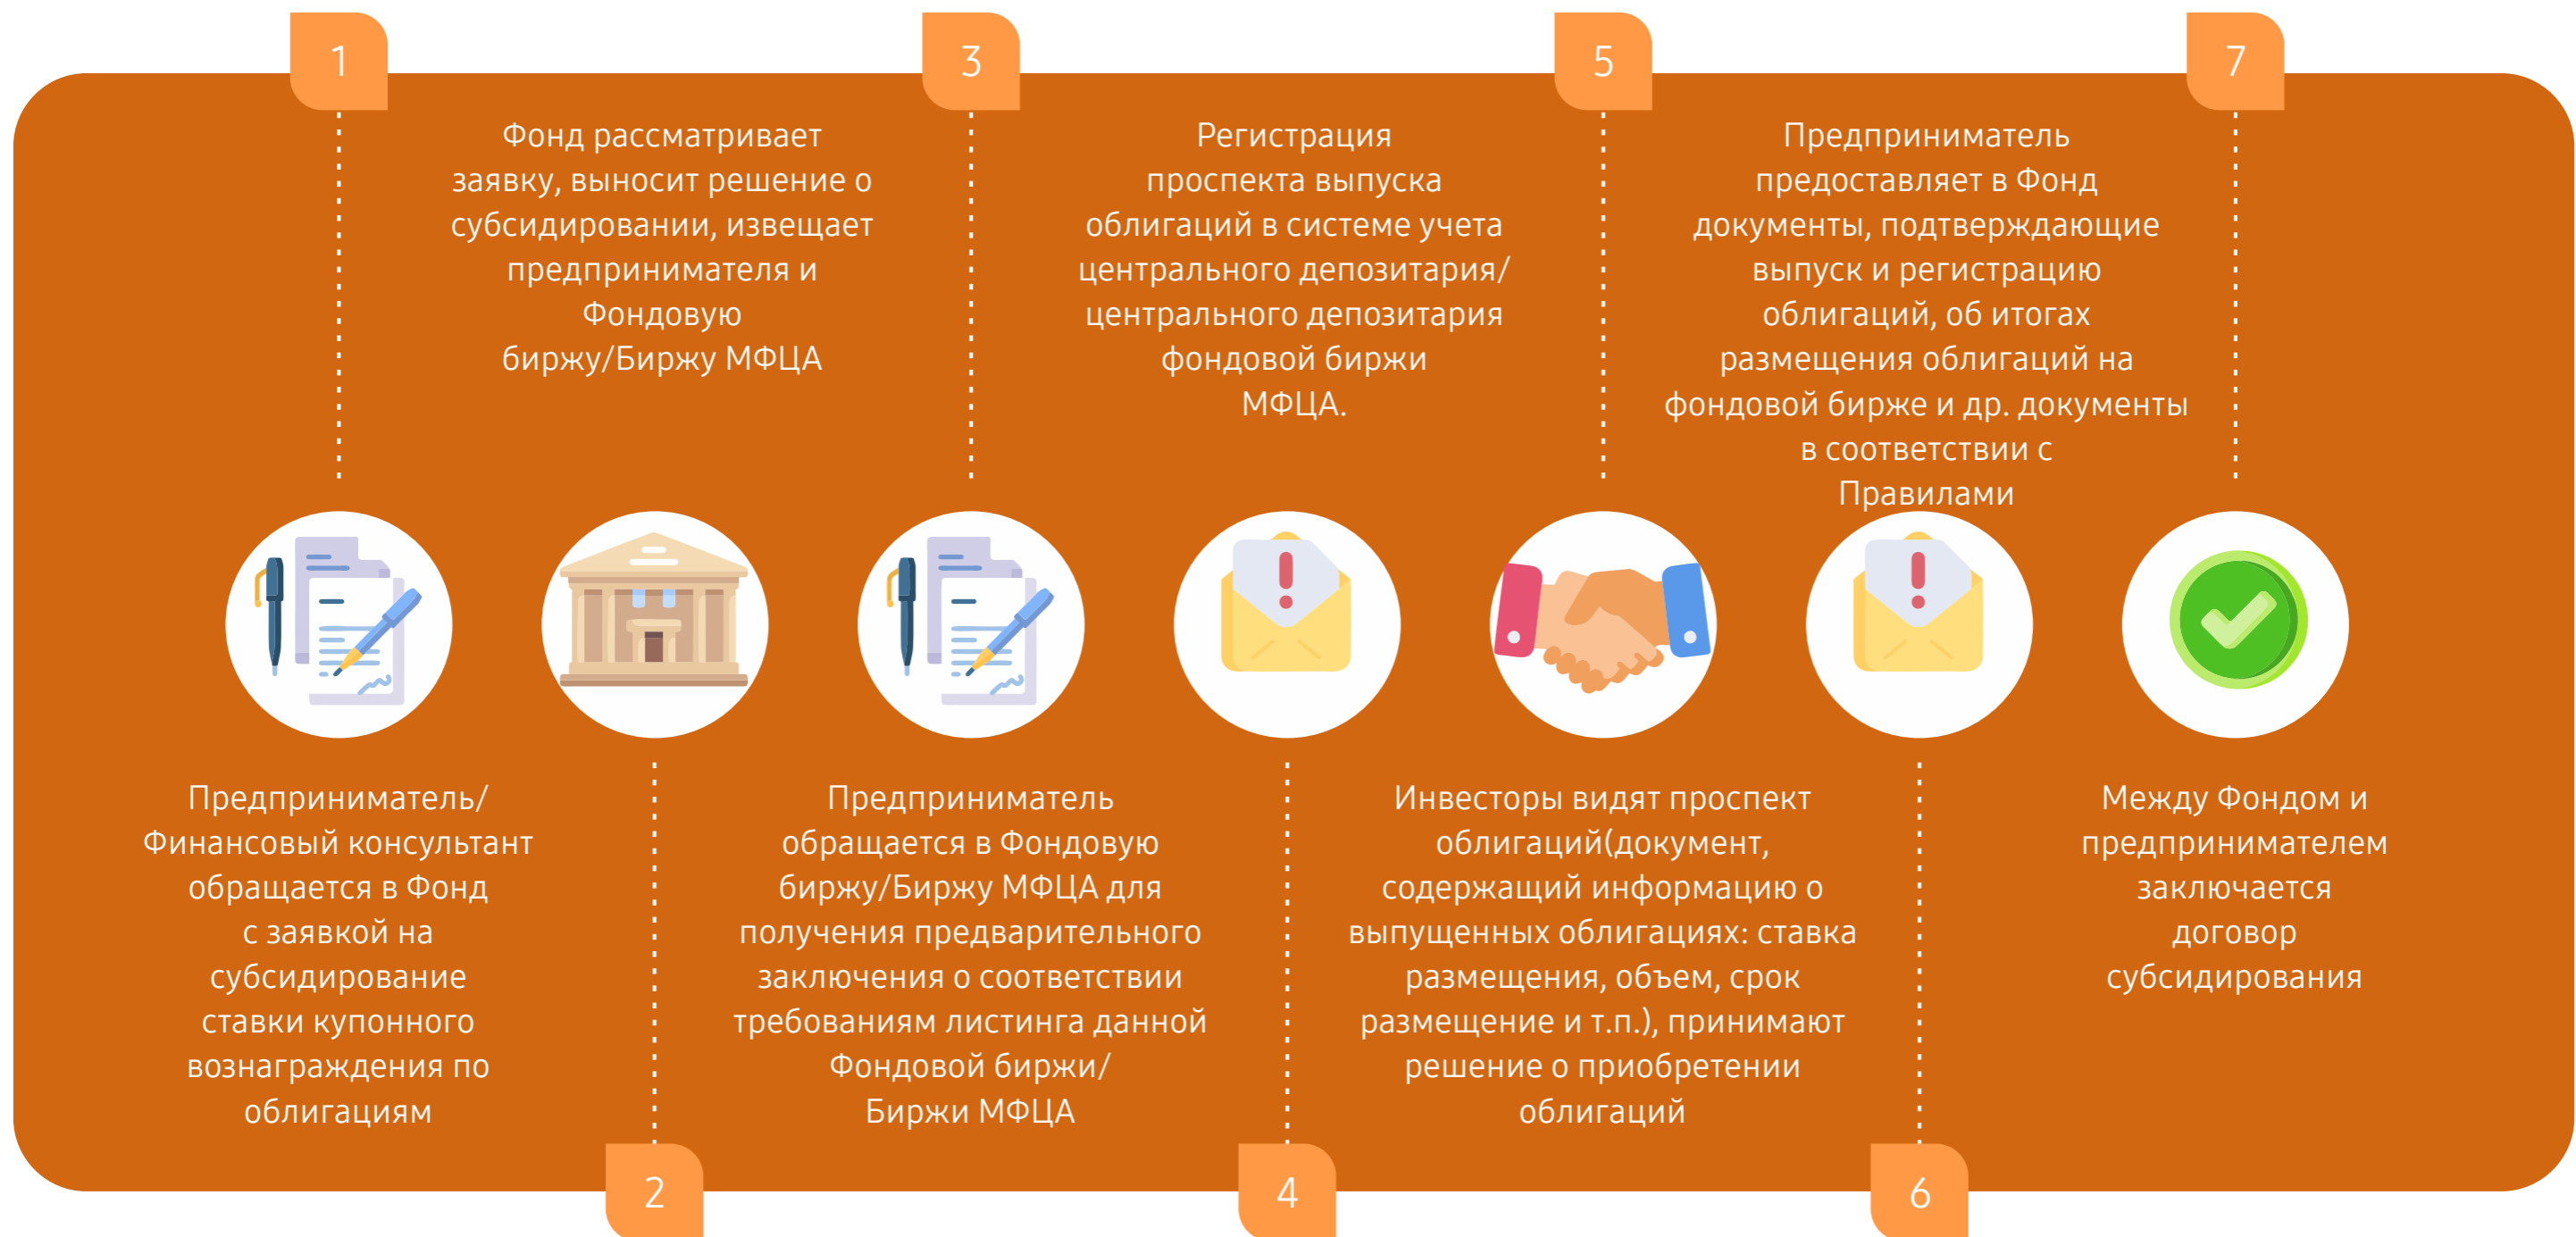 1
Предприниматель/
Финансовый консультант
обращается в Фонд
с заявкой на
субсидирование
ставки купонного
вознаграждения по
облигациям
2
Фонд рассматривает
заявку, выносит решение о
субсидировании, извещает
предпринимателя и
Фондовую
биржу/Биржу МФЦА
3
Предприниматель
обращается в Фондовую
биржу/Биржу МФЦА для
получения предварительного
заключения о соответствии
требованиям листинга данной
Фондовой биржи/
Биржи МФЦА
4
Регистрация
проспекта выпуска
облигаций в системе учета
центрального депозитария/
центрального депозитария
фондовой биржи
МФЦА.
5
Инвесторы видят проспект
облигаций(документ,
содержащий информацию о
выпущенных облигациях: ставка
размещения, объем, срок
размещение и т.п.), принимают
решение о приобретении
облигаций
6
Предприниматель
предоставляет в Фонд
документы, подтверждающие
выпуск и регистрацию
облигаций, об итогах
размещения облигаций на
фондовой бирже и др. документы
в соответствии с
Правилами
7
Между Фондом и
предпринимателем
заключается
договор
субсидирования